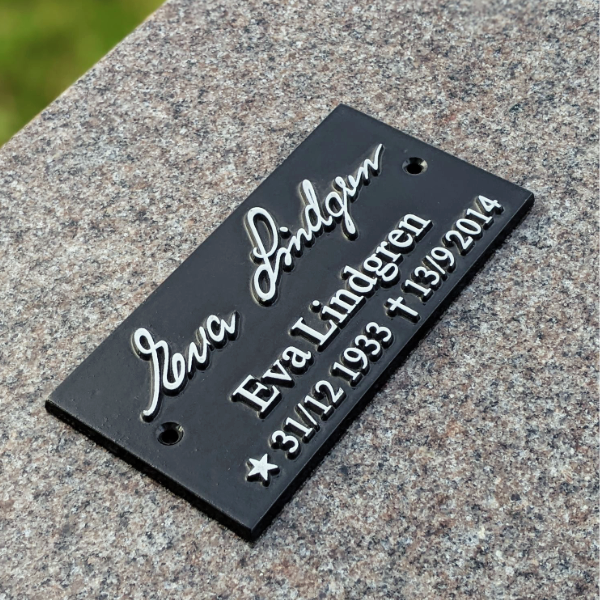 Eva Lindgren
Eva Lindgren
★ 31/12 1933 ✝ 13/9 2014